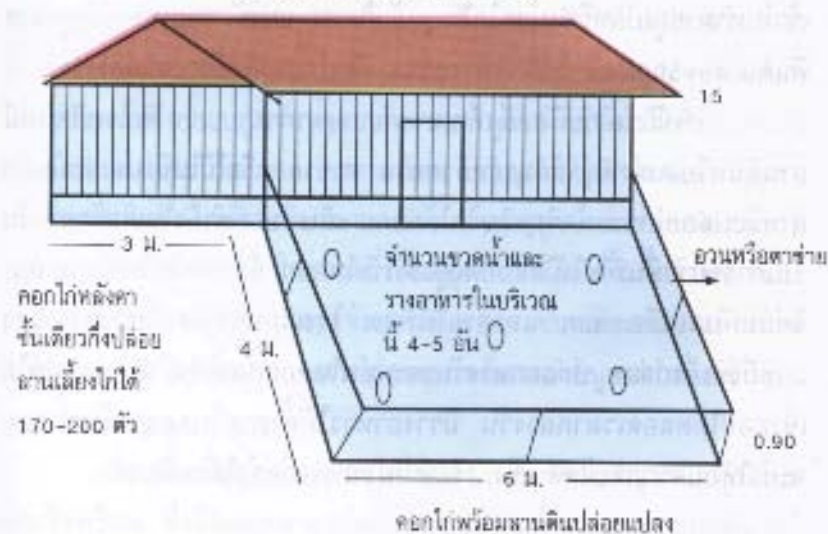 1.5
3 ม.
จำนวนขวดน้ำและ
รางอาหารในบริเวณ
นี้ 4-5 อัน
อวนหรือตาข่าย
คอกไก่หลังคา
ชั้นเดียวกึ่งปล่อย
ลานเลี้ยงไก่ได้
170-200 ตัว
4 ม.
0.90
6 ม.
คอกไก่พร้อมลานดินปล่อยแปลง